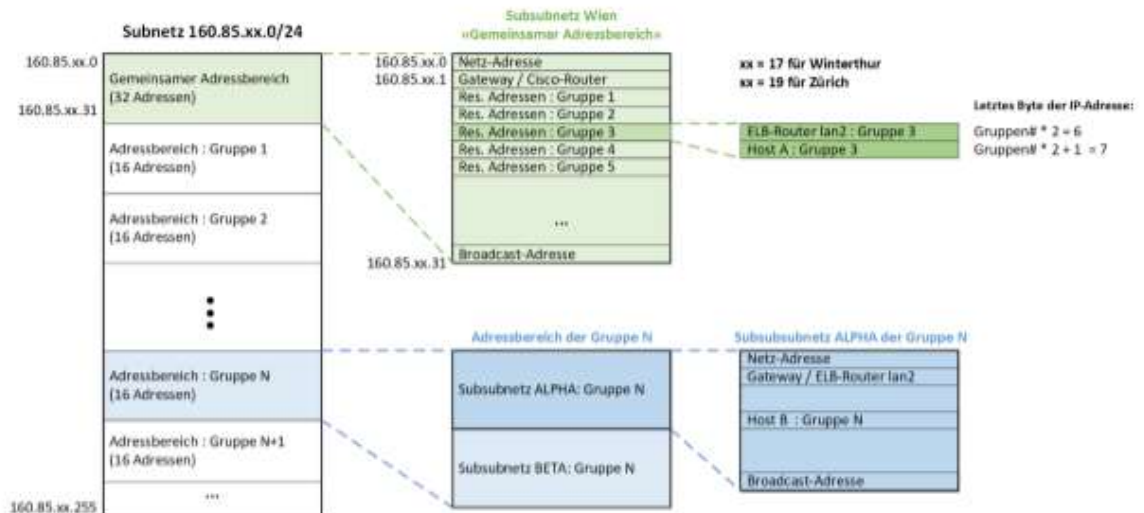 Subnetz 160.85.xx.0/24
160.85.xx.0
Gemeinsamer Adressbereich
(32 Adressen)
160.85.xx.31
Adressbereich : Gruppe 1
(16 Adressen)
Adressbereich : Gruppe 2
(16 Adressen)
Adressbereich : Gruppe N
(16 Adressen)
Adressbereich : Gruppe N+1
(16 Adressen)
...
160.85.xx.255
Subsubnetz Wien
«Gemeinsamer Adressbereich»
160.85.xx.0
Netz-Adresse
160.85.xx.1
Gateway / Cisco-Router
Res. Adressen : Gruppe 1
Res. Adressen : Gruppe 2
Res. Adressen : Gruppe 3
Res. Adressen : Gruppe 4
Res. Adressen : Gruppe 5
...
Broadcast-Adresse
160.85.xx.31
xx = 17 für Winterthur
xx = 19 für Zürich
Letztes Byte der IP-Adresse:
ELB-Router lan2 : Gruppe 3
Gruppen# * 2 = 6
Host A : Gruppe 3
Gruppen# * 2 + 1 = 7
Adressbereich der Gruppe N
Subsubnetz ALPHA: Gruppe N
Subsubnetz BETA: Gruppe N
Subsubsubnetz ALPHA der Gruppe N
Netz-Adresse
Gateway / ELB-Router lan2
Host B : Gruppe N
Broadcast-Adresse